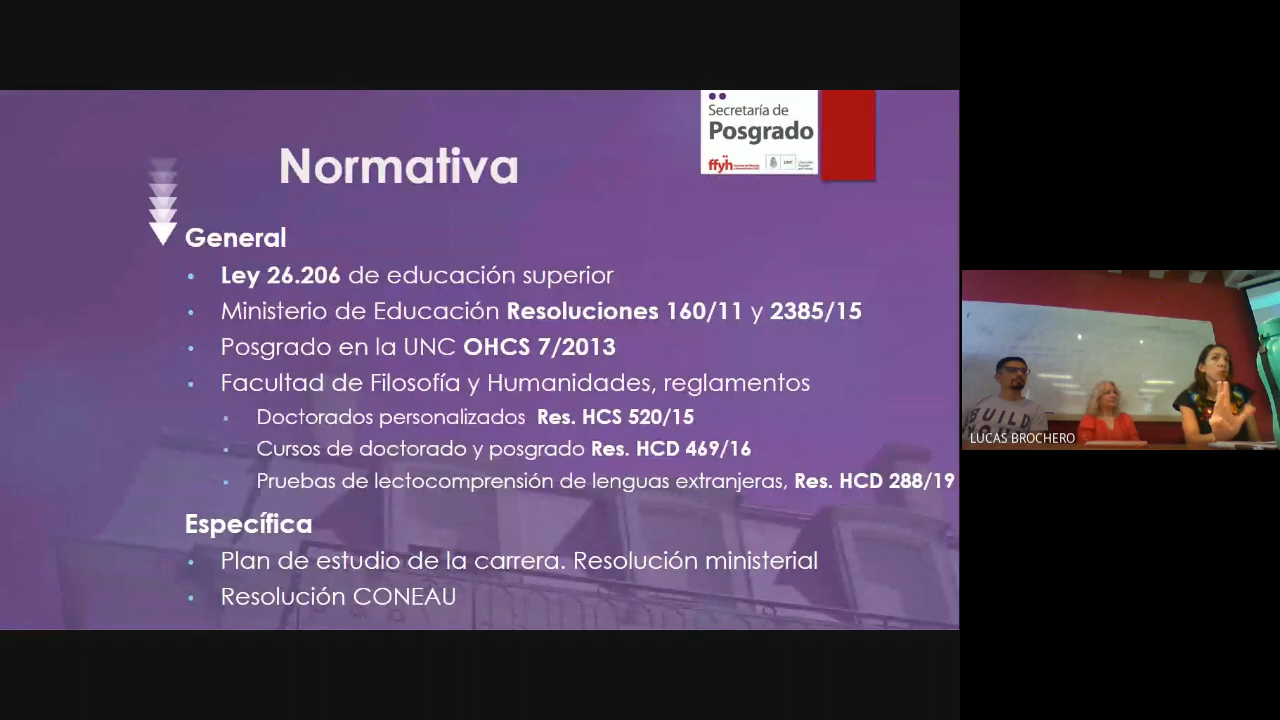 Secretaría de
Posgrado
ffyh
UNC
Normativa
General
Ley 26.206 de educación superior
Ministerio de Educación Resoluciones 160/11 y 2385/15
Posgrado en la UNC OHCS 7/2013
Facultad de Filosofía y Humanidades, reglamentos
Doctorados personalizados Res. HCS 520/15
Cursos de doctorado y posgrado Res. HCD 469/16
Pruebas de lectocomprensión de lenguas extranjeras, Res. HCD 288/19
Específica
Plan de estudio de la carrera. Resolución ministerial
Resolución CONEAU
BUILD
LUCAS BROCHERO